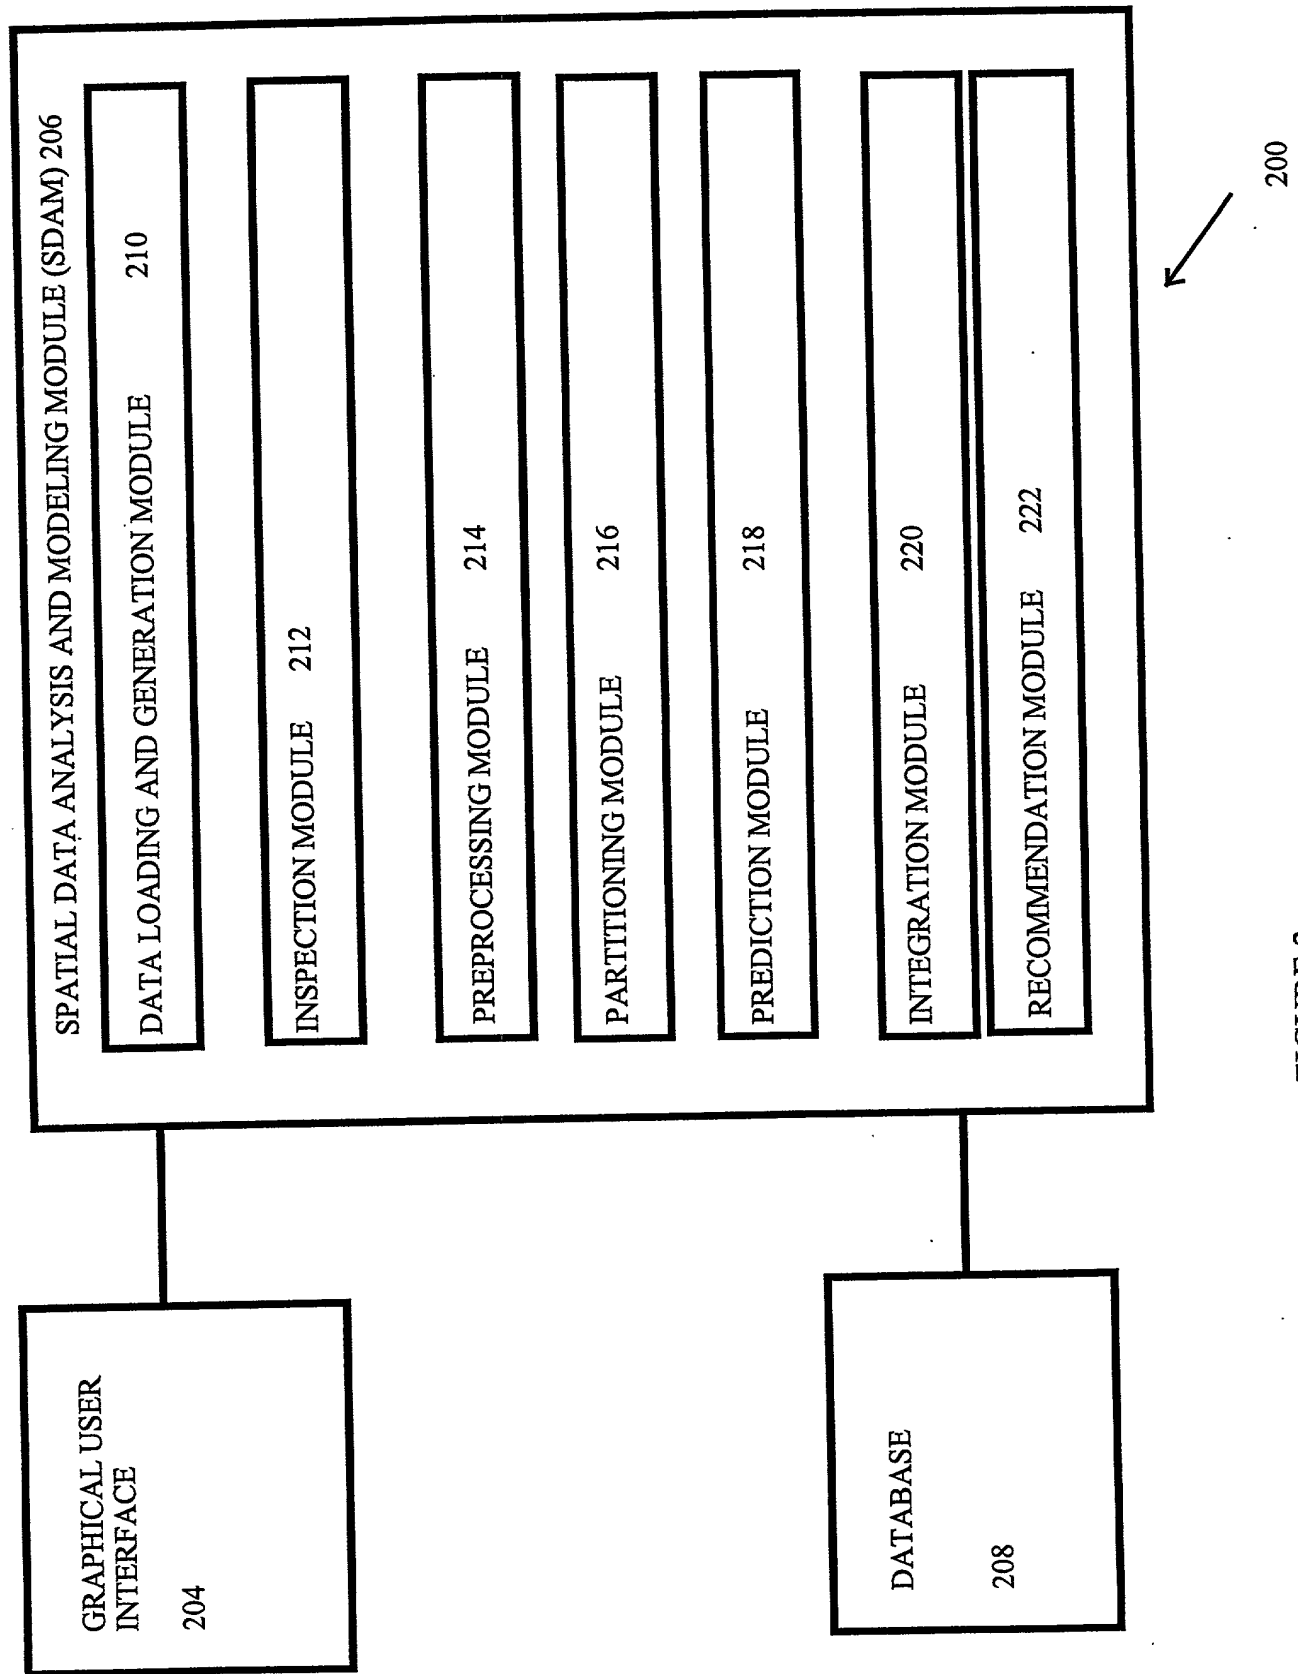 SPATIAL DATA ANALYSIS AND MODELING MODULE (SDAM) 206
DATA LOADING AND GENERATION MODULE 210
INSPECTION MODULE 212
PREPROCESSING MODULE 214
PARTITIONING MODULE 216
PREDICTION MODULE 218
INTEGRATION MODULE 220
RECOMMENDATION MODULE 222
GRAPHICAL USER
INTERFACE
204
DATABASE
208
200